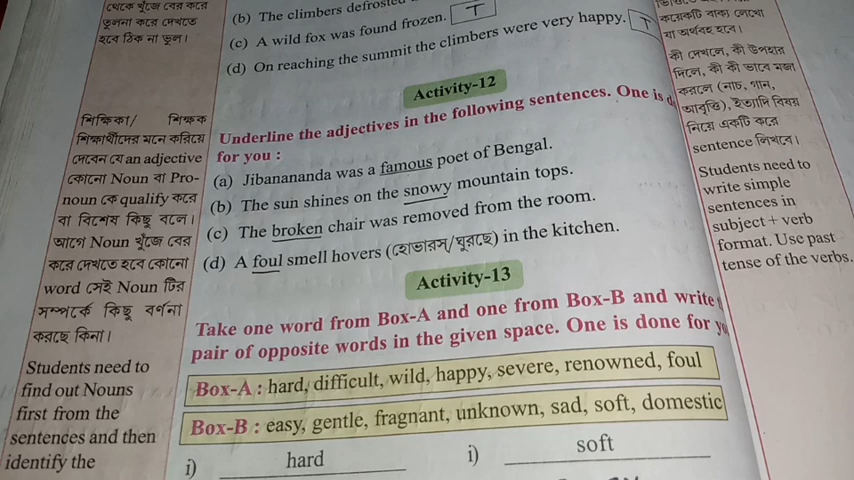 থেকে খুঁজে বের করে
তুলনা করে দেখতে
হবে ঠিক না ভুল।
(b) The climbers
(c) A wild fox was found frozen. T
(d) On reaching the summit the climbers were very happy. T
Activity-12
শিক্ষিকা/ শিক্ষক
শিক্ষার্থীদের মনে করিয়ে
দেবেন যে an adjective
কোনো Noun বা Pro-
noun কে qualify করে
বা বিশেষ কিছু বলে।
আগে Noun খুঁজে বের
করে দেখতে হবে কোনো
word সেই Noun টির
সম্পর্কে কিছু বর্ণনা
করছে কিনা।
Students need to
find out Nouns
first from the
sentences and then
identify the
Underline the adjectives in the following sentences. One is d
for you :
(a) Jibanananda was a famous poet of Bengal.
(b) The sun shines on the snowy mountain tops.
(c) The broken chair was removed from the room.
(d) A foul smell hovers (হোভারস্/ঘুরছে) in the kitchen.
Activity-13
Take one word from Box-A and one from Box-B and write
pair of opposite words in the given space. One is done for
Box-A : hard, difficult, wild, happy, severe, renowned, foul
Box-B : easy, gentle, fragnant, unknown, sad, soft, domestic
i) hard i) soft
কয়েকটি বাক্য লেখো
যা অর্থবহ হবে।
কী দেখলে, কী উপহার
দিলে, কী কী ভাবে মজা
করলে (নাচ, গান,
আবৃত্তি), ইত্যাদি বিষয়
নিয়ে একটি করে
sentence লিখবে।
Students need to
write simple
sentences in
subject + verb
format. Use past
tense of the verbs.